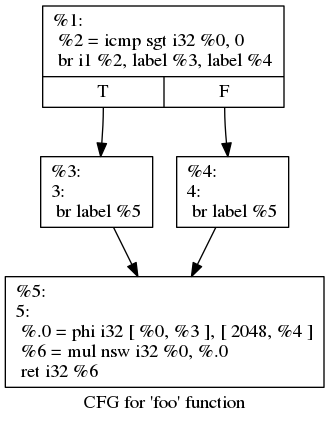 %1:
%2 = icmp sgt i32 %0, 0
br i1 %2, label %3, label %4
T F
%3:
3:
br label %5
%4:
4:
br label %5
%5:
5:
%.0 = phi i32 [ %0, %3 ], [ 2048, %4 ]
%6 = mul nsw i32 %0, %.0
ret i32 %6
CFG for 'foo' function